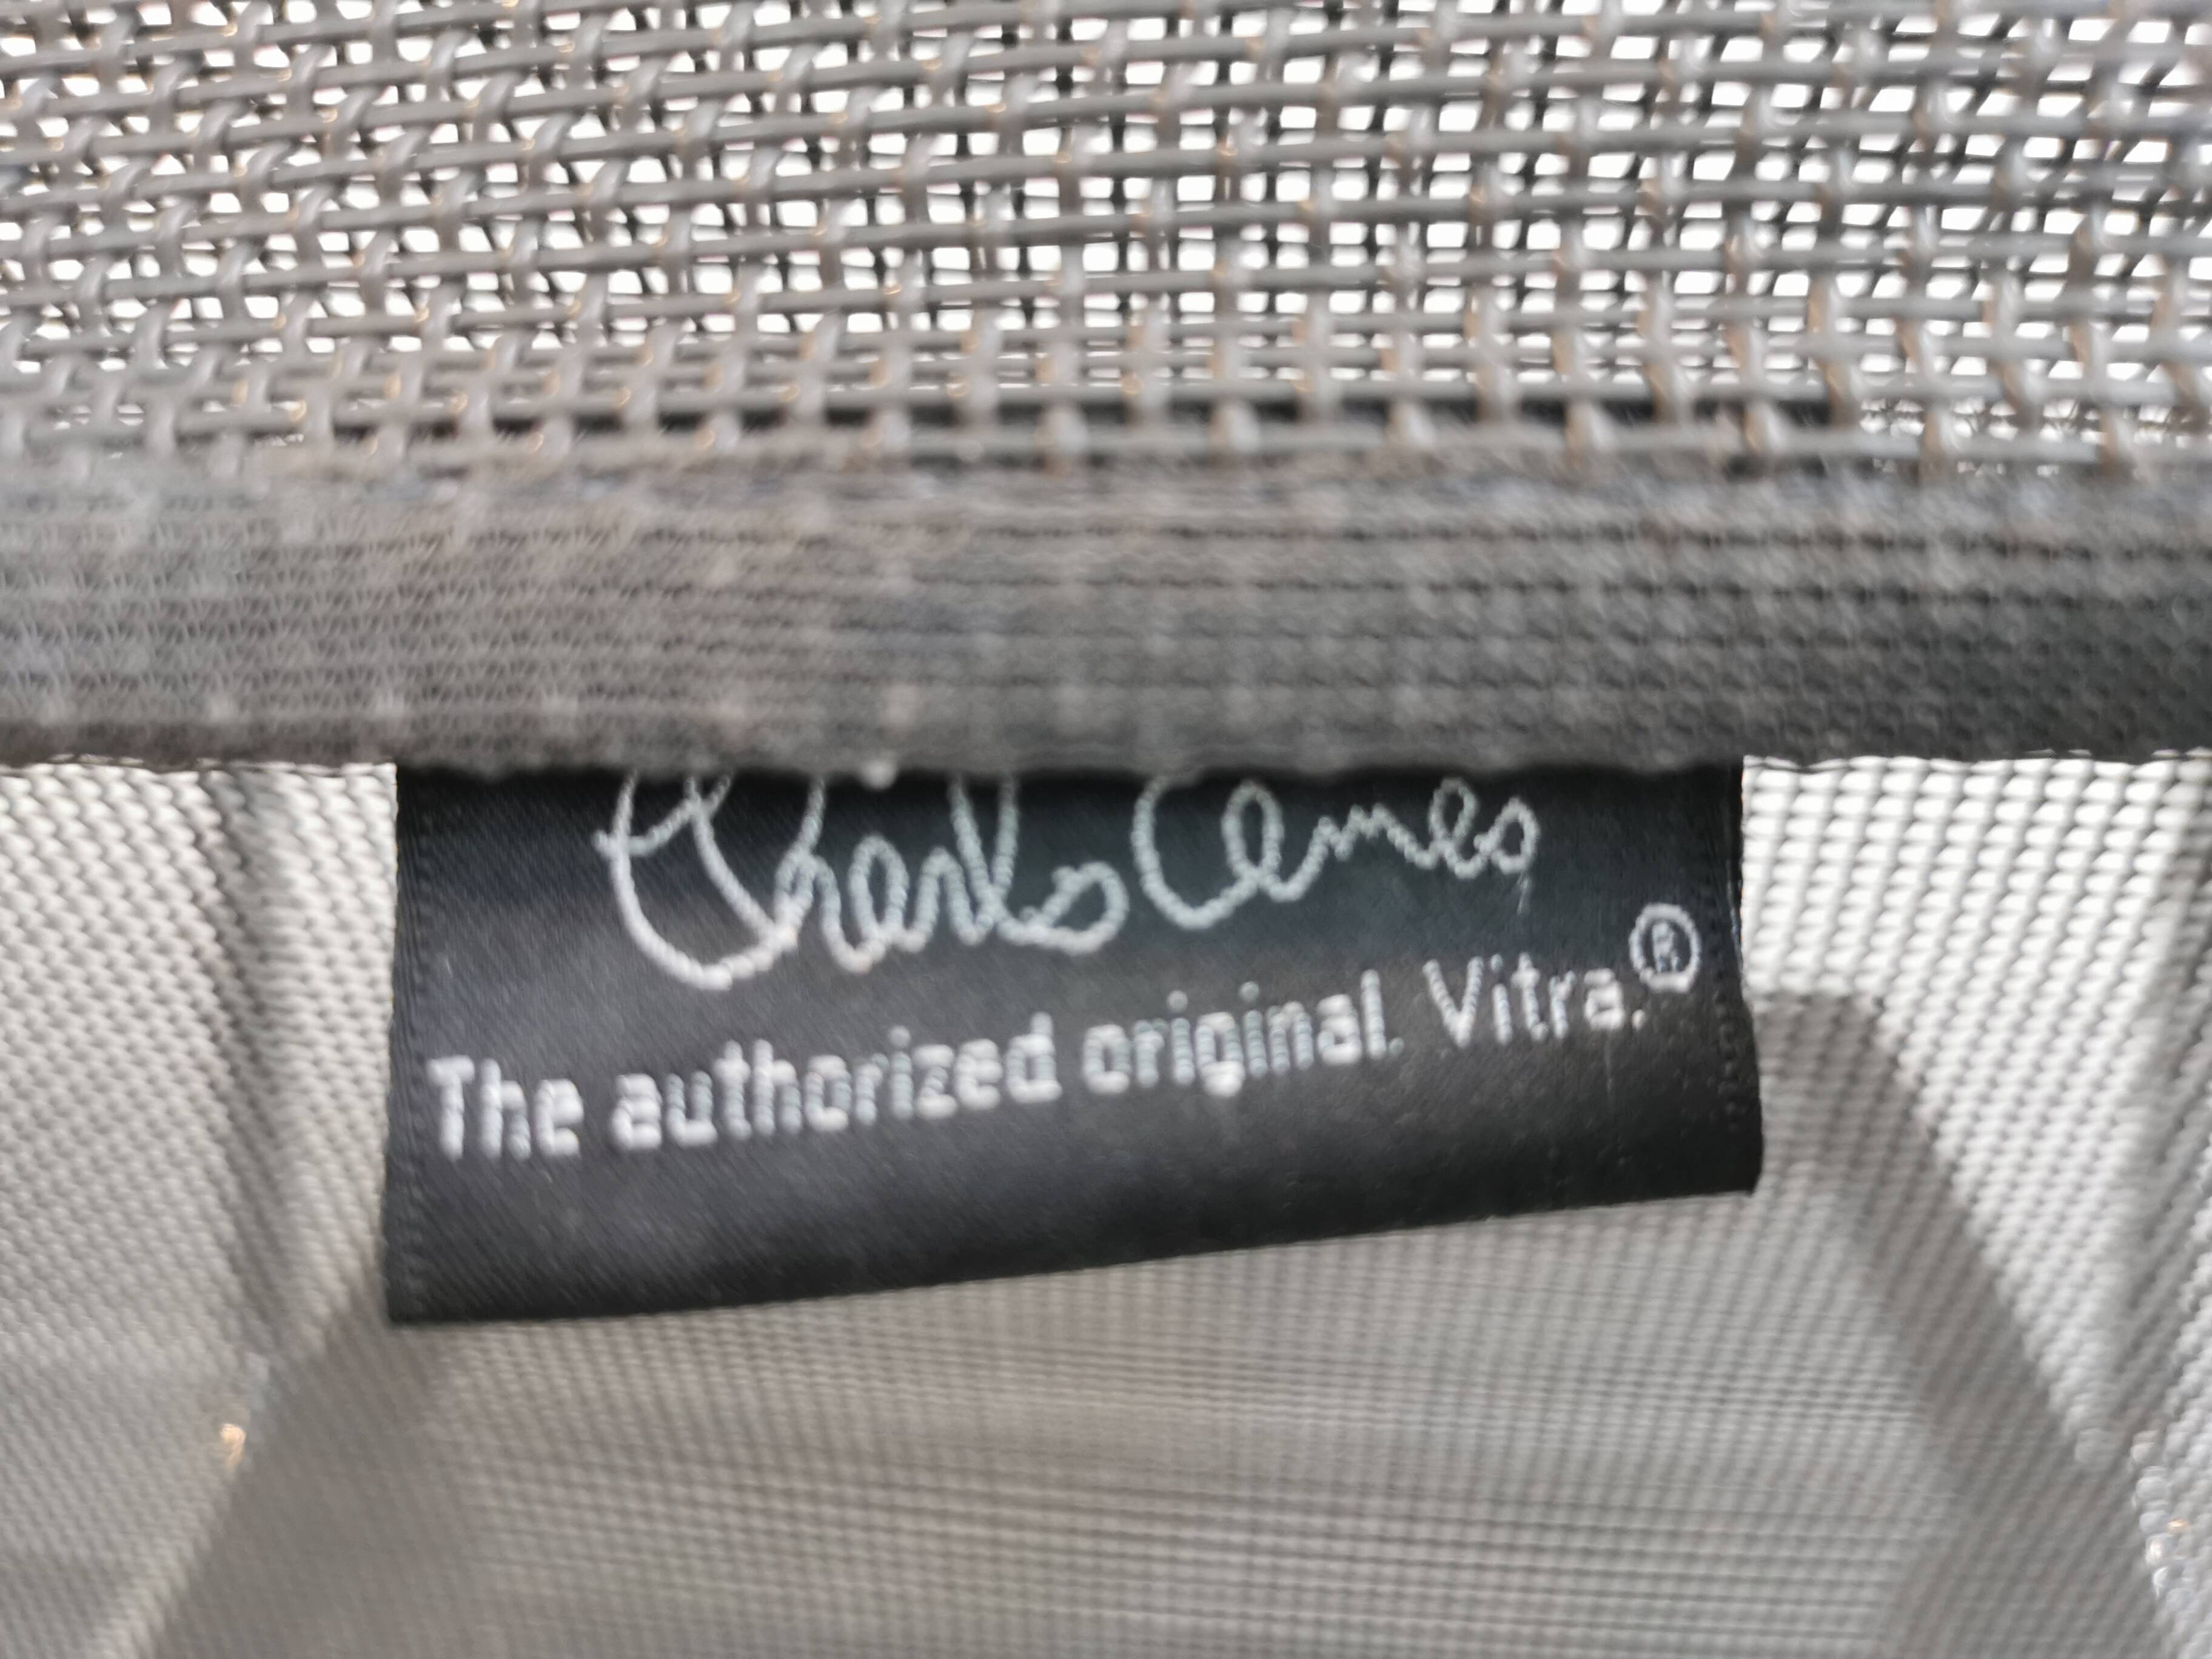 Charles Eames
The authorized original. Vitra.®